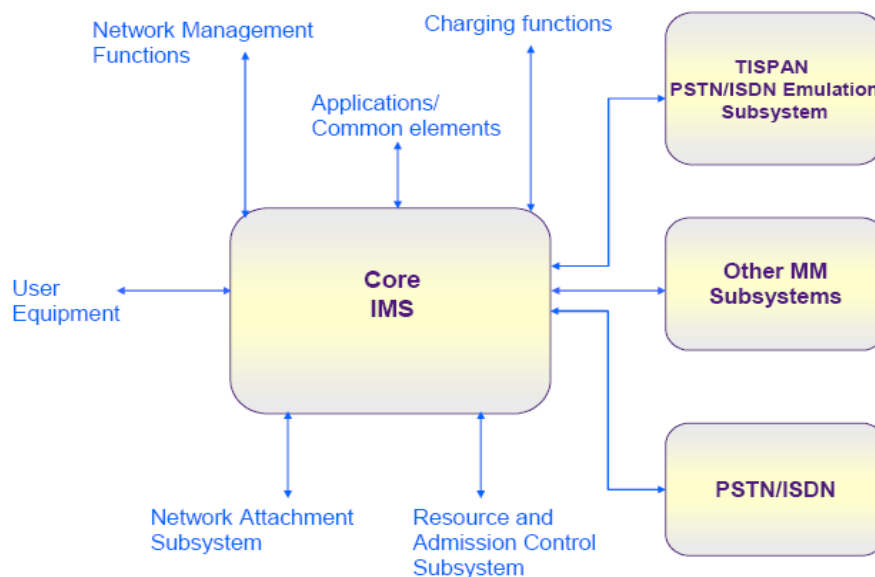 Network Management
Functions
Charging functions
Applications/
Common elements
TISPAN
PSTN/ISDN Emulation
Subsystem
User
Equipment
Core
IMS
Other MM
Subsystems
Network Attachment
Subsystem
Resource and
Admission Control
Subsystem
PSTN/ISDN